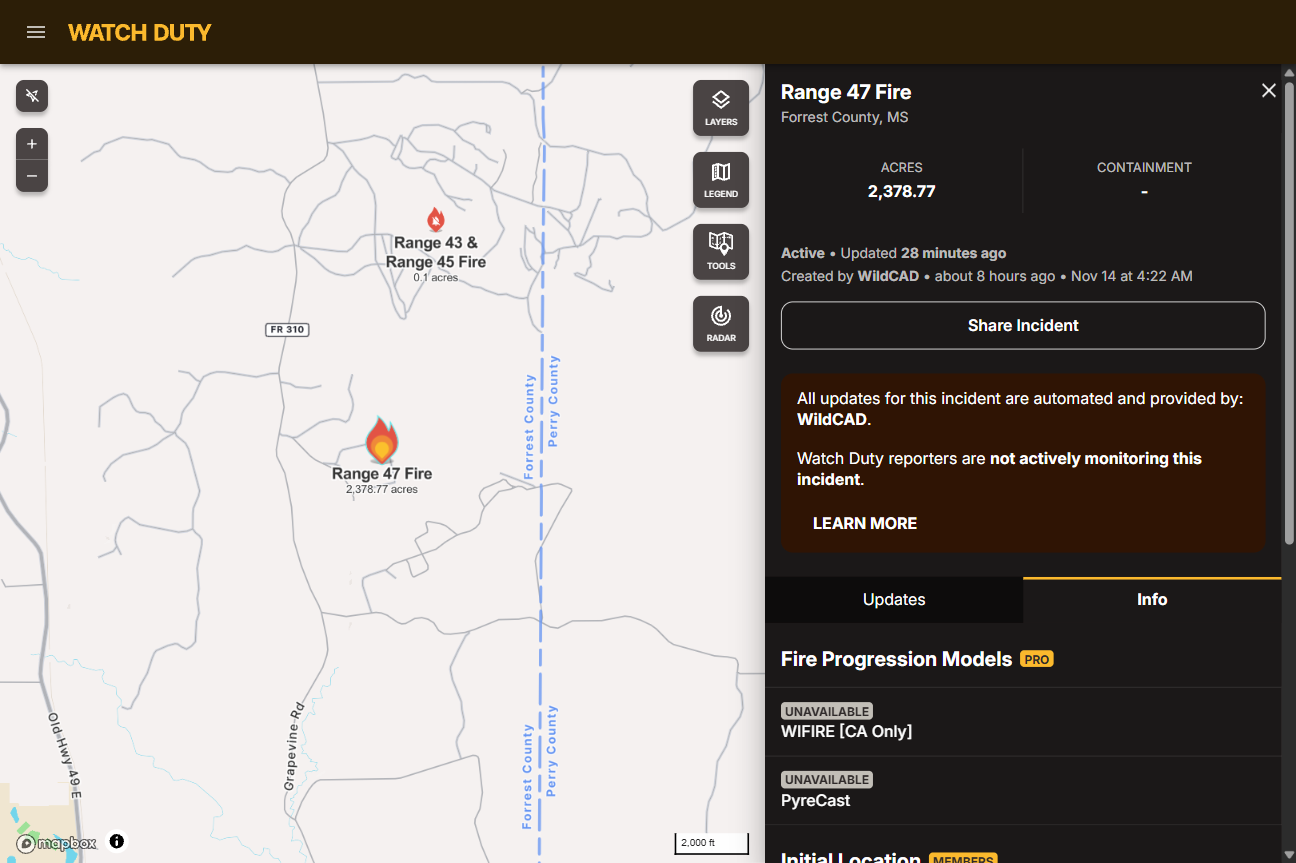 WATCH DUTY
+
−
LAYERS
LEGEND
TOOLS
RADAR
Range 43 &
Range 45 Fire
0.1 acres
FR 310
Forrest County
Perry County
Range 47 Fire
2,378.77 acres
Forrest County
Perry County
Grapevine Rd
Old Hwy 49 E
mapbox
2,000 ft
Range 47 Fire
Forrest County, MS
ACRES
2,378.77
CONTAINMENT
-
Active • Updated 28 minutes ago
Created by WildCAD • about 8 hours ago • Nov 14 at 4:22 AM
Share Incident
All updates for this incident are automated and provided by:
WildCAD.
Watch Duty reporters are not actively monitoring this
incident.
LEARN MORE
Updates
Info
Fire Progression Models PRO
UNAVAILABLE
WIFIRE [CA Only]
UNAVAILABLE
PyreCast
Initial Location MEMBERS